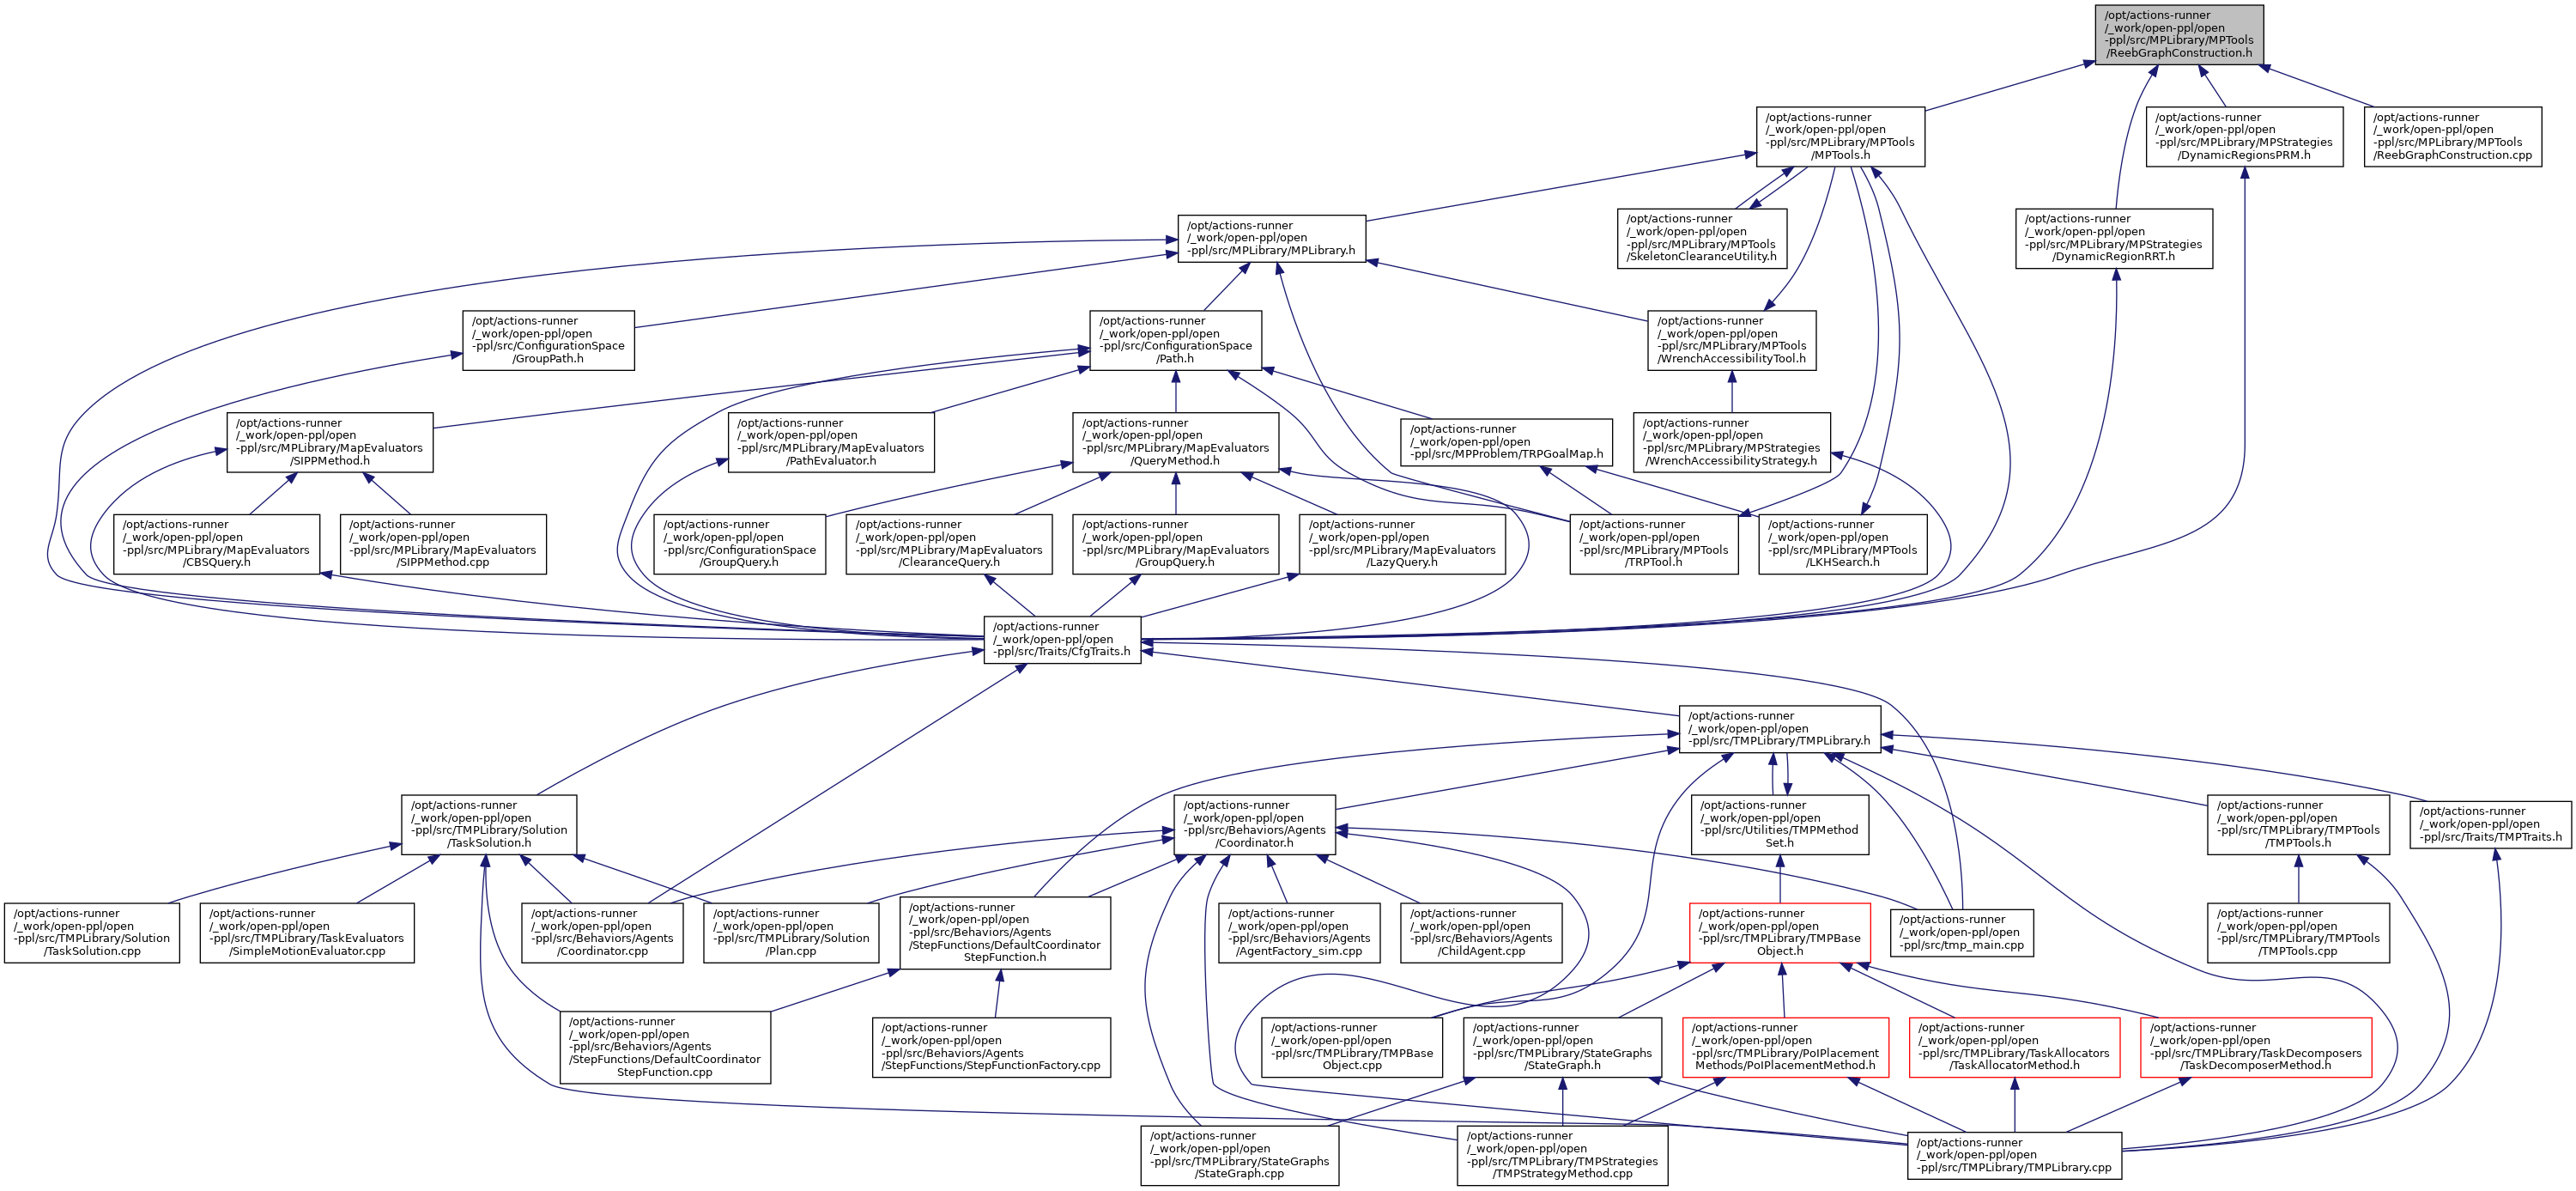 /opt/actions-runner
/_work/open-ppl/open
-ppl/src/MPLibrary/MPTools
/ReebGraphConstruction.h
/opt/actions-runner
/_work/open-ppl/open
-ppl/src/MPLibrary/MPTools
/MPTools.h
/opt/actions-runner
/_work/open-ppl/open
-ppl/src/MPLibrary/MPStrategies
/DynamicRegionsPRM.h
/opt/actions-runner
/_work/open-ppl/open
-ppl/src/MPLibrary/MPTools
/ReebGraphConstruction.cpp
/opt/actions-runner
/_work/open-ppl/open
-ppl/src/MPLibrary/MPLibrary.h
/opt/actions-runner
/_work/open-ppl/open
-ppl/src/MPLibrary/MPTools
/SkeletonClearanceUtility.h
/opt/actions-runner
/_work/open-ppl/open
-ppl/src/MPLibrary/MPStrategies
/DynamicRegionRRT.h
/opt/actions-runner
/_work/open-ppl/open
-ppl/src/ConfigurationSpace
/GroupPath.h
/opt/actions-runner
/_work/open-ppl/open
-ppl/src/ConfigurationSpace
/Path.h
/opt/actions-runner
/_work/open-ppl/open
-ppl/src/MPLibrary/MPTools
/WrenchAccessibilityTool.h
/opt/actions-runner
/_work/open-ppl/open
-ppl/src/MPLibrary/MapEvaluators
/SIPPMethod.h
/opt/actions-runner
/_work/open-ppl/open
-ppl/src/MPLibrary/MapEvaluators
/PathEvaluator.h
/opt/actions-runner
/_work/open-ppl/open
-ppl/src/MPLibrary/MapEvaluators
/QueryMethod.h
/opt/actions-runner
/_work/open-ppl/open
-ppl/src/MPProblem/TRPGoalMap.h
/opt/actions-runner
/_work/open-ppl/open
-ppl/src/MPLibrary/MPStrategies
/WrenchAccessibilityStrategy.h
/opt/actions-runner
/_work/open-ppl/open
-ppl/src/MPLibrary/MapEvaluators
/CBSQuery.h
/opt/actions-runner
/_work/open-ppl/open
-ppl/src/MPLibrary/MapEvaluators
/SIPPMethod.cpp
/opt/actions-runner
/_work/open-ppl/open
-ppl/src/ConfigurationSpace
/GroupQuery.h
/opt/actions-runner
/_work/open-ppl/open
-ppl/src/MPLibrary/MapEvaluators
/ClearanceQuery.h
/opt/actions-runner
/_work/open-ppl/open
-ppl/src/MPLibrary/MapEvaluators
/GroupQuery.h
/opt/actions-runner
/_work/open-ppl/open
-ppl/src/MPLibrary/MapEvaluators
/LazyQuery.h
/opt/actions-runner
/_work/open-ppl/open
-ppl/src/MPLibrary/MPTools
/TRPTool.h
/opt/actions-runner
/_work/open-ppl/open
-ppl/src/MPLibrary/MPTools
/LKHSearch.h
/opt/actions-runner
/_work/open-ppl/open
-ppl/src/Traits/CfgTraits.h
/opt/actions-runner
/_work/open-ppl/open
-ppl/src/TMPLibrary/TMPLibrary.h
/opt/actions-runner
/_work/open-ppl/open
-ppl/src/TMPLibrary/Solution
/TaskSolution.h
/opt/actions-runner
/_work/open-ppl/open
-ppl/src/Behaviors/Agents
/Coordinator.h
/opt/actions-runner
/_work/open-ppl/open
-ppl/src/Utilities/TMPMethod
Set.h
/opt/actions-runner
/_work/open-ppl/open
-ppl/src/TMPLibrary/TMPTools
/TMPTools.h
/opt/actions-runner
/_work/open-ppl/open
-ppl/src/Traits/TMPTraits.h
/opt/actions-runner
/_work/open-ppl/open
-ppl/src/TMPLibrary/Solution
/TaskSolution.cpp
/opt/actions-runner
/_work/open-ppl/open
-ppl/src/TMPLibrary/TaskEvaluators
/SimpleMotionEvaluator.cpp
/opt/actions-runner
/_work/open-ppl/open
-ppl/src/Behaviors/Agents
/Coordinator.cpp
/opt/actions-runner
/_work/open-ppl/open
-ppl/src/TMPLibrary/Solution
/Plan.cpp
/opt/actions-runner
/_work/open-ppl/open
-ppl/src/Behaviors/Agents
/StepFunctions/DefaultCoordinator
StepFunction.h
/opt/actions-runner
/_work/open-ppl/open
-ppl/src/Behaviors/Agents
/AgentFactory_sim.cpp
/opt/actions-runner
/_work/open-ppl/open
-ppl/src/Behaviors/Agents
/ChildAgent.cpp
/opt/actions-runner
/_work/open-ppl/open
-ppl/src/TMPLibrary/TMPBase
Object.h
/opt/actions-runner
/_work/open-ppl/open
-ppl/src/tmp_main.cpp
/opt/actions-runner
/_work/open-ppl/open
-ppl/src/TMPLibrary/TMPTools
/TMPTools.cpp
/opt/actions-runner
/_work/open-ppl/open
-ppl/src/Behaviors/Agents
/StepFunctions/DefaultCoordinator
StepFunction.cpp
/opt/actions-runner
/_work/open-ppl/open
-ppl/src/Behaviors/Agents
/StepFunctions/StepFunctionFactory.cpp
/opt/actions-runner
/_work/open-ppl/open
-ppl/src/TMPLibrary/TMPBase
Object.cpp
/opt/actions-runner
/_work/open-ppl/open
-ppl/src/TMPLibrary/StateGraphs
/StateGraph.h
/opt/actions-runner
/_work/open-ppl/open
-ppl/src/TMPLibrary/PoIPlacement
Methods/PoIPlacementMethod.h
/opt/actions-runner
/_work/open-ppl/open
-ppl/src/TMPLibrary/TaskAllocators
/TaskAllocatorMethod.h
/opt/actions-runner
/_work/open-ppl/open
-ppl/src/TMPLibrary/TaskDecomposers
/TaskDecomposerMethod.h
/opt/actions-runner
/_work/open-ppl/open
-ppl/src/TMPLibrary/StateGraphs
/StateGraph.cpp
/opt/actions-runner
/_work/open-ppl/open
-ppl/src/TMPLibrary/TMPStrategies
/TMPStrategyMethod.cpp
/opt/actions-runner
/_work/open-ppl/open
-ppl/src/TMPLibrary/TMPLibrary.cpp